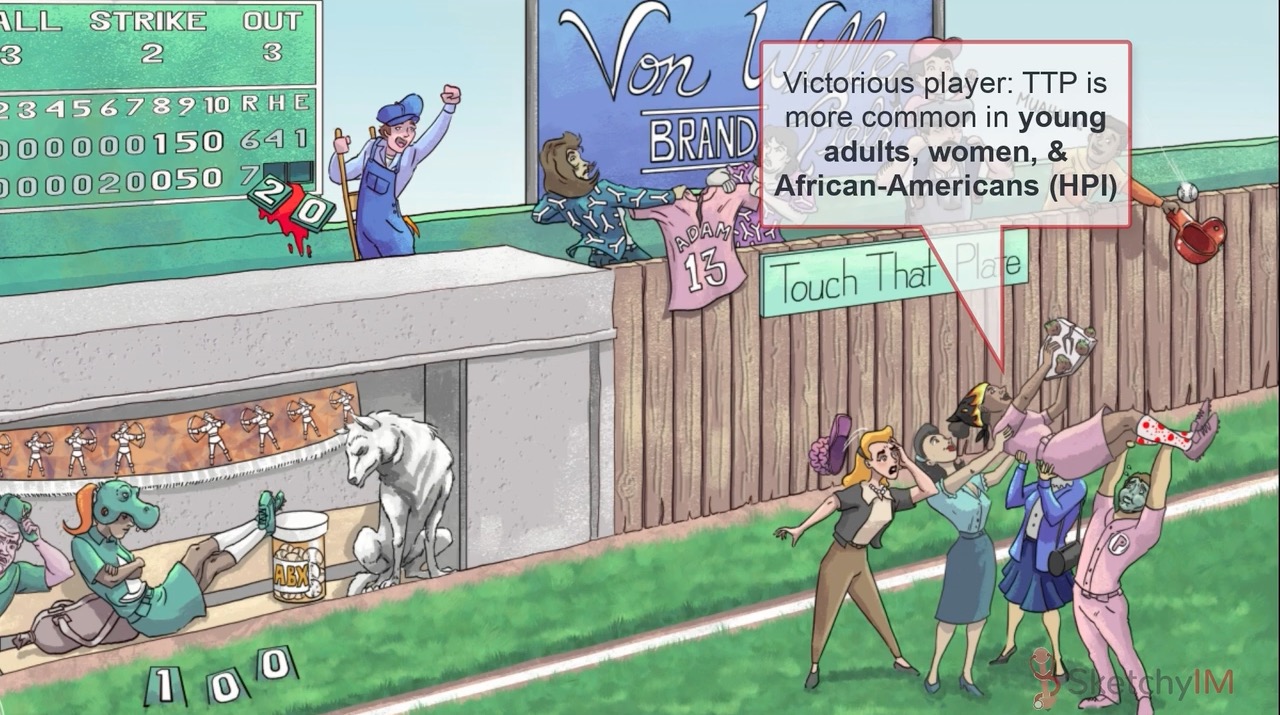 ALL STRIKE OUT
3 2 3
2 3 4 5 6 7 8 9 10 R H E
0 0 0 0 0 0 0 1 5 0 6 4 1
0 0 0 0 2 0 0 5 0 7
2 0
Von Wille
BRAND
Victorious player: TTP is
more common in young
adults, women, &
African-Americans (HPI)
ADAM
13
Touch That Plate
ABX
P
1 0 0
SketchyIM